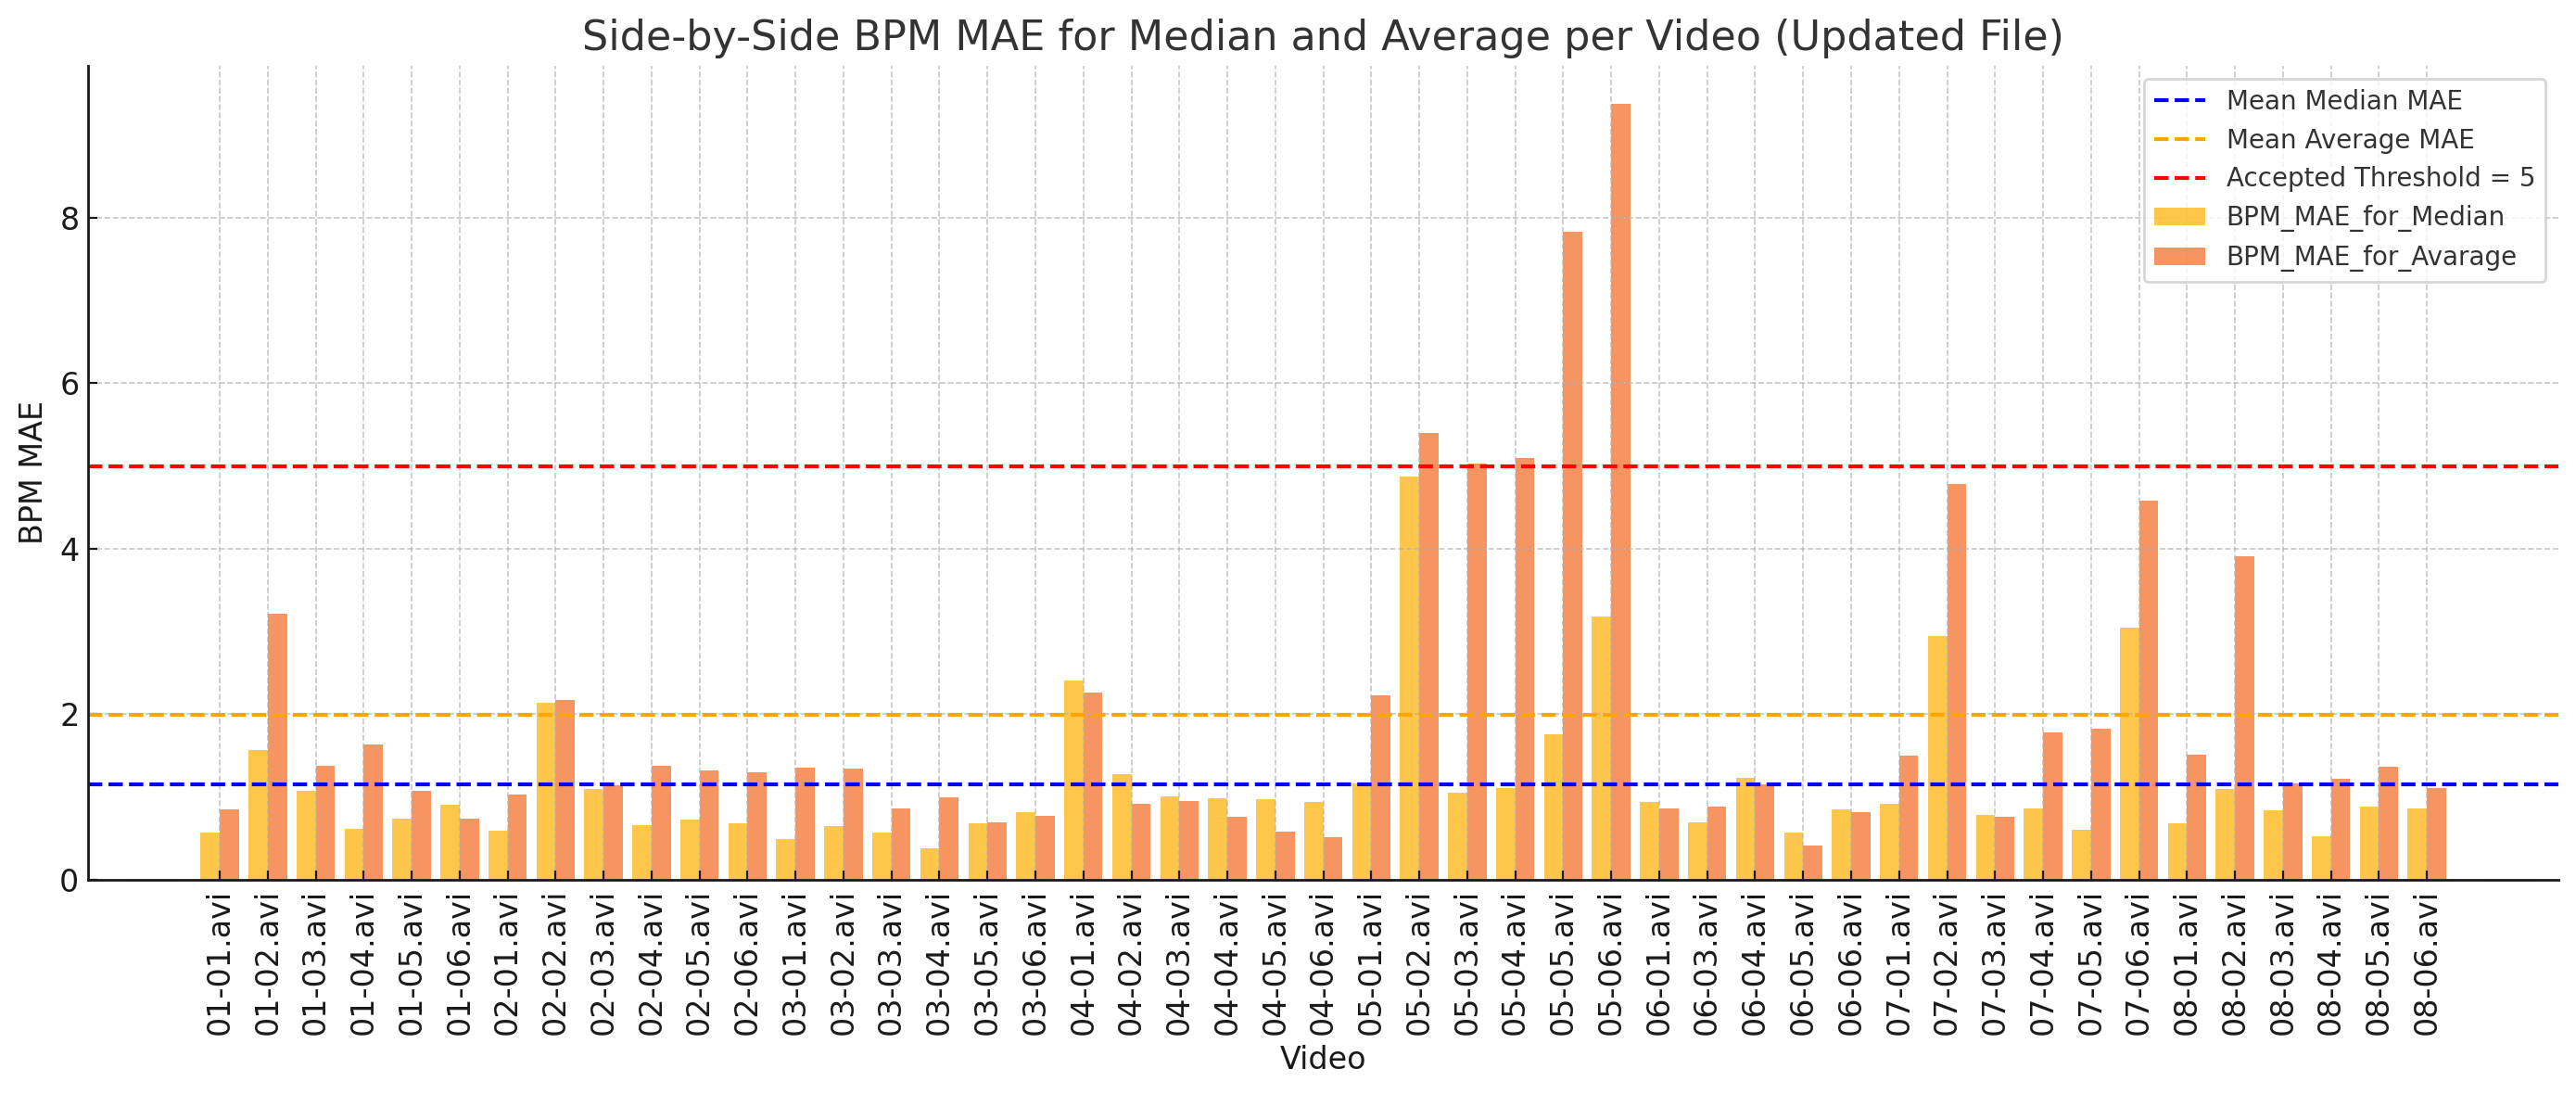 Side-by-Side BPM MAE for Median and Average per Video (Updated File)
Mean Median MAE
Mean Average MAE
Accepted Threshold = 5
BPM_MAE_for_Median
BPM_MAE_for_Avarage
BPM MAE
8
6
4
2
0
01-01.avi
01-02.avi
01-03.avi
01-04.avi
01-05.avi
01-06.avi
02-01.avi
02-02.avi
02-03.avi
02-04.avi
02-05.avi
02-06.avi
03-01.avi
03-02.avi
03-03.avi
03-04.avi
03-05.avi
03-06.avi
04-01.avi
04-02.avi
04-03.avi
04-04.avi
04-05.avi
04-06.avi
05-01.avi
05-02.avi
05-03.avi
05-04.avi
05-05.avi
05-06.avi
06-01.avi
06-03.avi
06-04.avi
06-05.avi
06-06.avi
07-01.avi
07-02.avi
07-03.avi
07-04.avi
07-05.avi
07-06.avi
08-01.avi
08-02.avi
08-03.avi
08-04.avi
08-05.avi
08-06.avi
Video